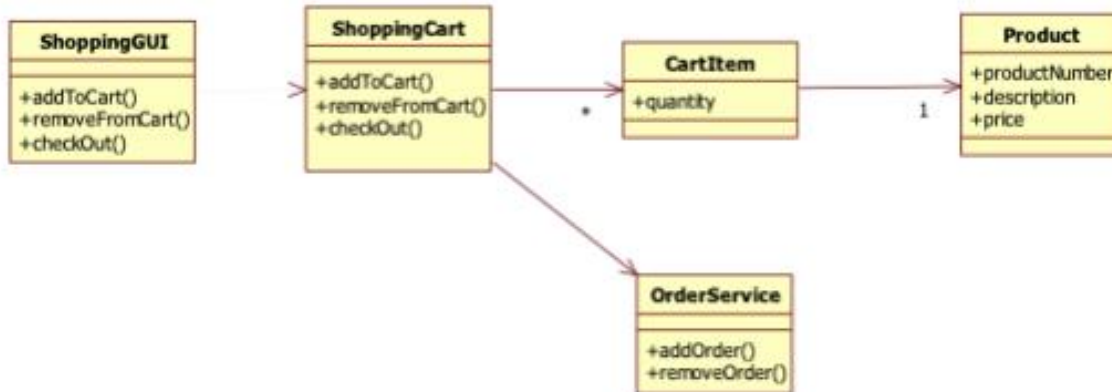 ShoppingGUI
+addToCart()
+removeFromCart()
+checkOut()
ShoppingCart
+addToCart()
+removeFromCart()
+checkOut()
*
CartItem
+quantity
1
Product
+productNumber
+description
+price
OrderService
+addOrder()
+removeOrder()